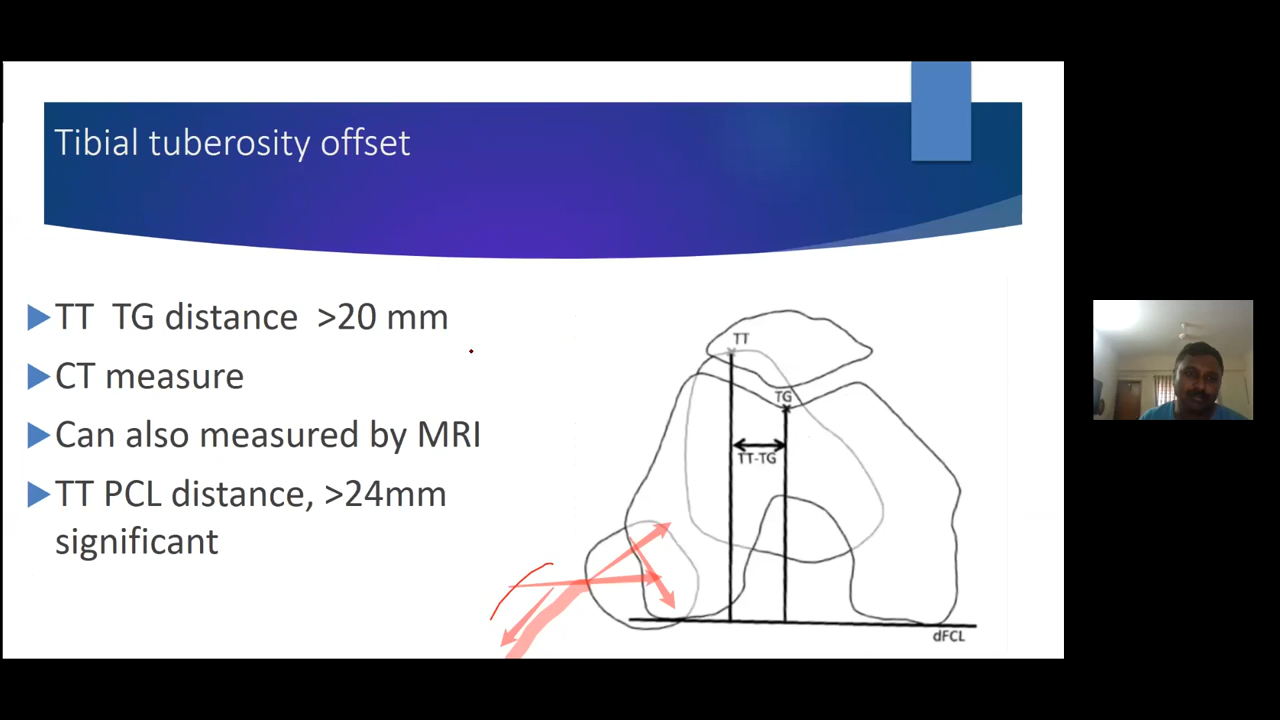 Tibial tuberosity offset
TT TG distance >20 mm
CT measure
Can also measured by MRI
TT PCL distance, >24mm
significant
TT
TG
TT-TG
dFCL